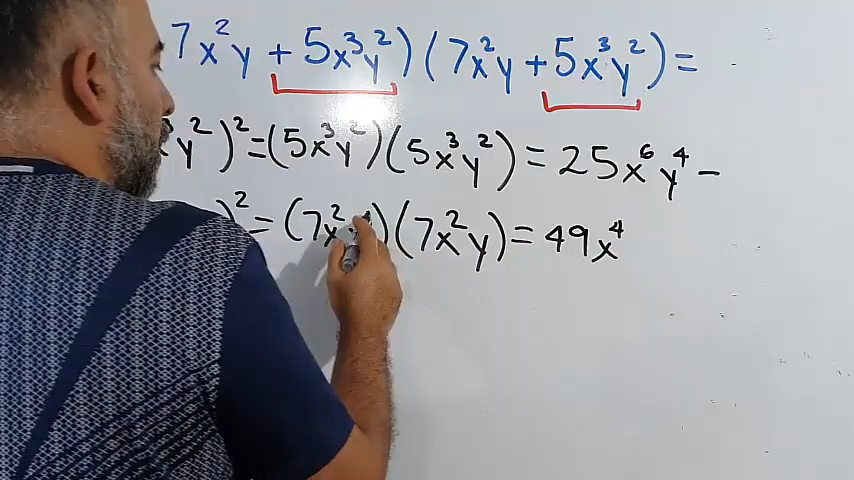 7x²y + 5x³y²)(7x²y + 5x³y²) =
y²)² = (5x³y²)(5x³y²) = 25x⁶y⁴ −
)² = (7x² )(7x²y) = 49x⁴